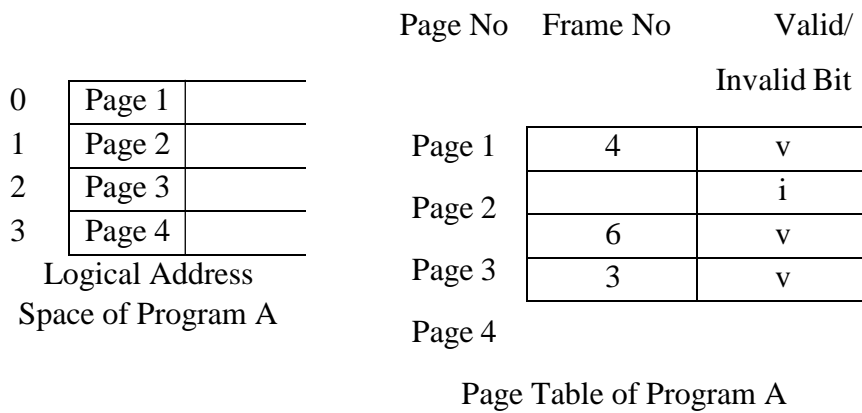 Page No Frame No Valid/
Invalid Bit
0 Page 1
1 Page 2
2 Page 3
3 Page 4
Logical Address
Space of Program A
Page 1 4 v
Page 2 i
Page 3 6 v
Page 4 3 v
Page Table of Program A